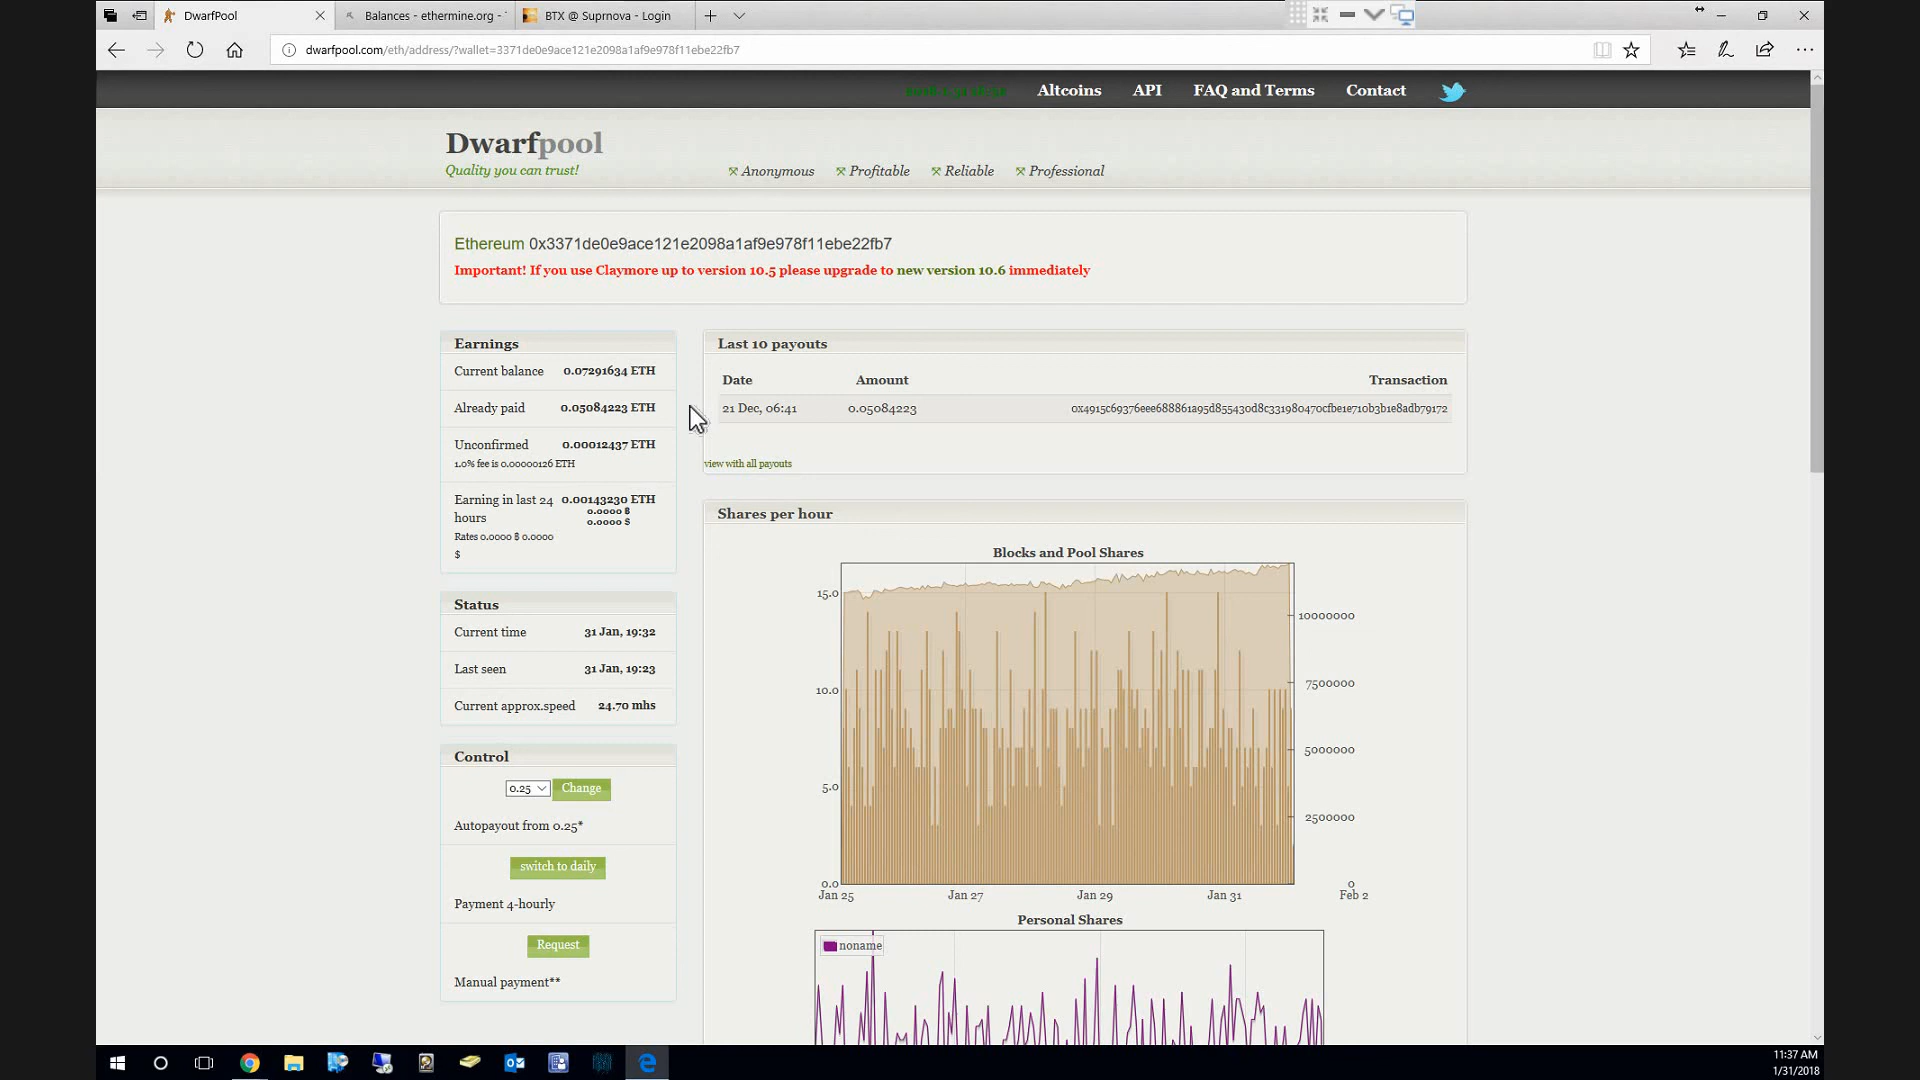 DwarfPool
Balances - ethermine.org -
BTX @ Suprnova - Login
dwarfpool.com/eth/address/?wallet=3371de0e9ace121e2098a1af9e978f11ebe22fb7
Altcoins
API
FAQ and Terms
Contact
Dwarfpool
Quality you can trust!
Anonymous
Profitable
Reliable
Professional
Ethereum 0x3371de0e9ace121e2098a1af9e978f11ebe22fb7
Important! If you use Claymore up to version 10.5 please upgrade to new version 10.6 immediately
Earnings
Current balance 0.07291634 ETH
Already paid 0.05084223 ETH
Unconfirmed 0.00012437 ETH
1.0% fee is 0.00000126 ETH
Earning in last 24 hours 0.00143230 ETH
0.0000 ฿
0.0000 $
Rates 0.0000 ฿ 0.0000
$
Status
Current time 31 Jan, 19:32
Last seen 31 Jan, 19:23
Current approx.speed 24.70 mhs
Control
0.25 Change
Autopayout from 0.25*
switch to daily
Payment 4-hourly
Request
Manual payment**
Last 10 payouts
Date Amount Transaction
21 Dec, 06:41 0.05084223 0x4915c69376eee688861a95d855430d8c331980470cfbe1e710b3b1e8adb79172
view with all payouts
Shares per hour
Blocks and Pool Shares
15.0
10.0
5.0
0.0
10000000
7500000
5000000
2500000
0
Jan 25 Jan 27 Jan 29 Jan 31 Feb 2
Personal Shares
noname
11:37 AM
1/31/2018